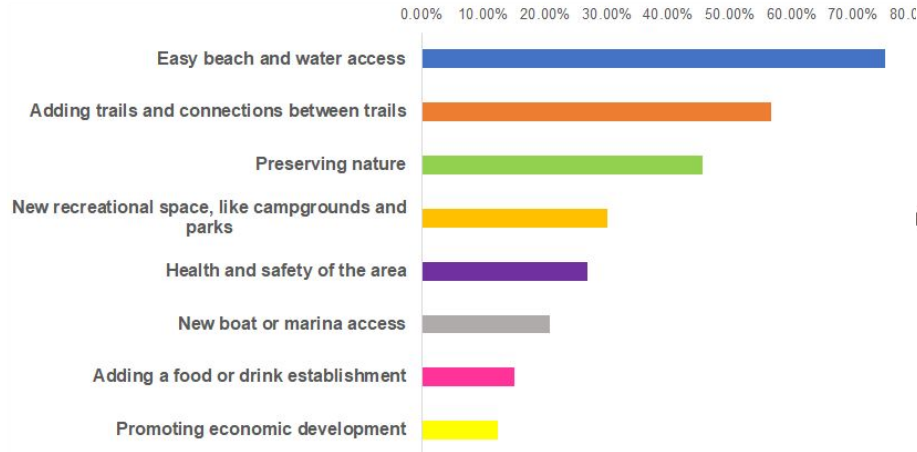 0.00% 10.00% 20.00% 30.00% 40.00% 50.00% 60.00% 70.00% 80.0
Easy beach and water access
Adding trails and connections between trails
Preserving nature
New recreational space, like campgrounds and
parks
Health and safety of the area
New boat or marina access
Adding a food or drink establishment
Promoting economic development